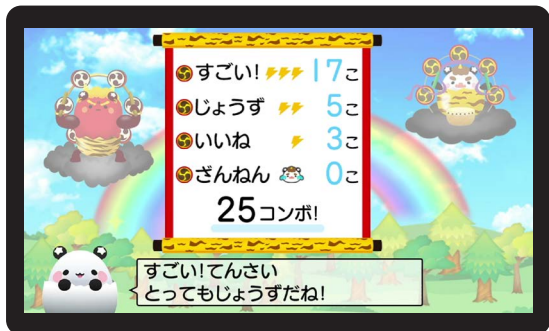 すごい! 17こ
じょうず 5こ
いいね 3こ
ざんねん 0こ
25コンボ!
すごい!てんさい
とってもじょうずだね!